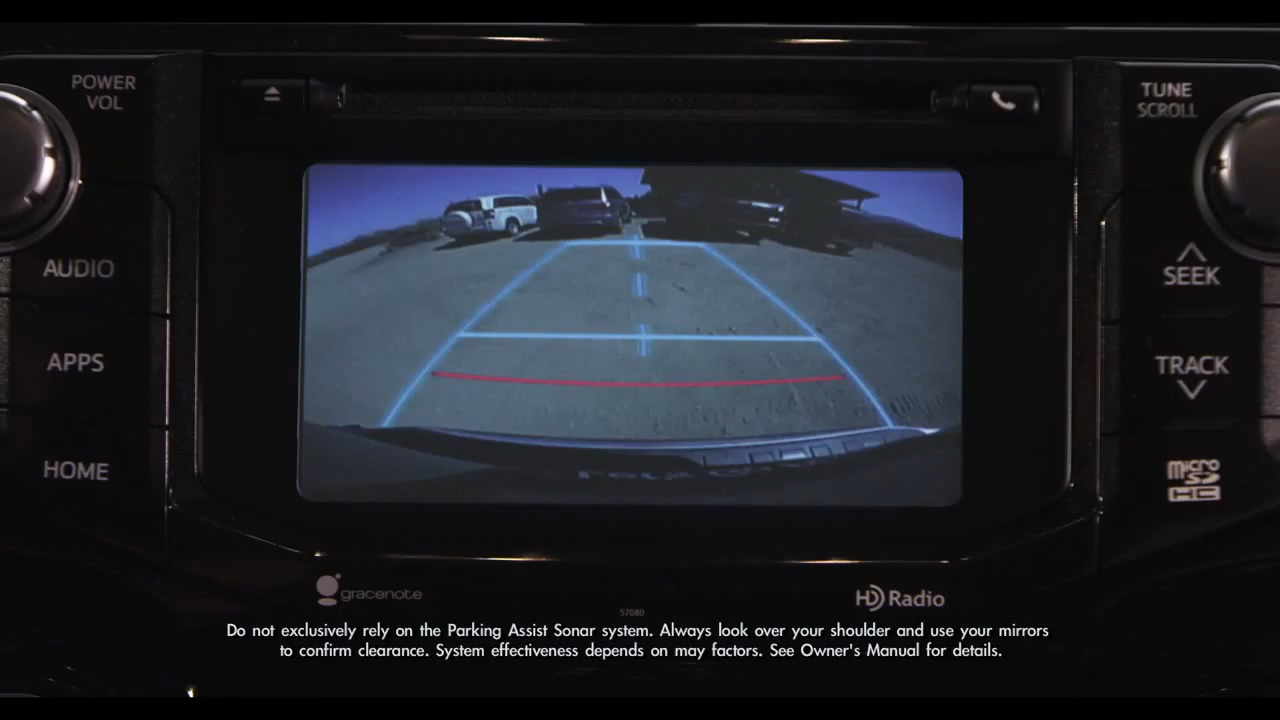 POWER
VOL
TUNE
SCROLL
AUDIO
SEEK
APPS
TRACK
HOME
micro
SD
HC
gracenote
HD Radio
57080
Do not exclusively rely on the Parking Assist Sonar system. Always look over your shoulder and use your mirrors
to confirm clearance. System effectiveness depends on may factors. See Owner's Manual for details.